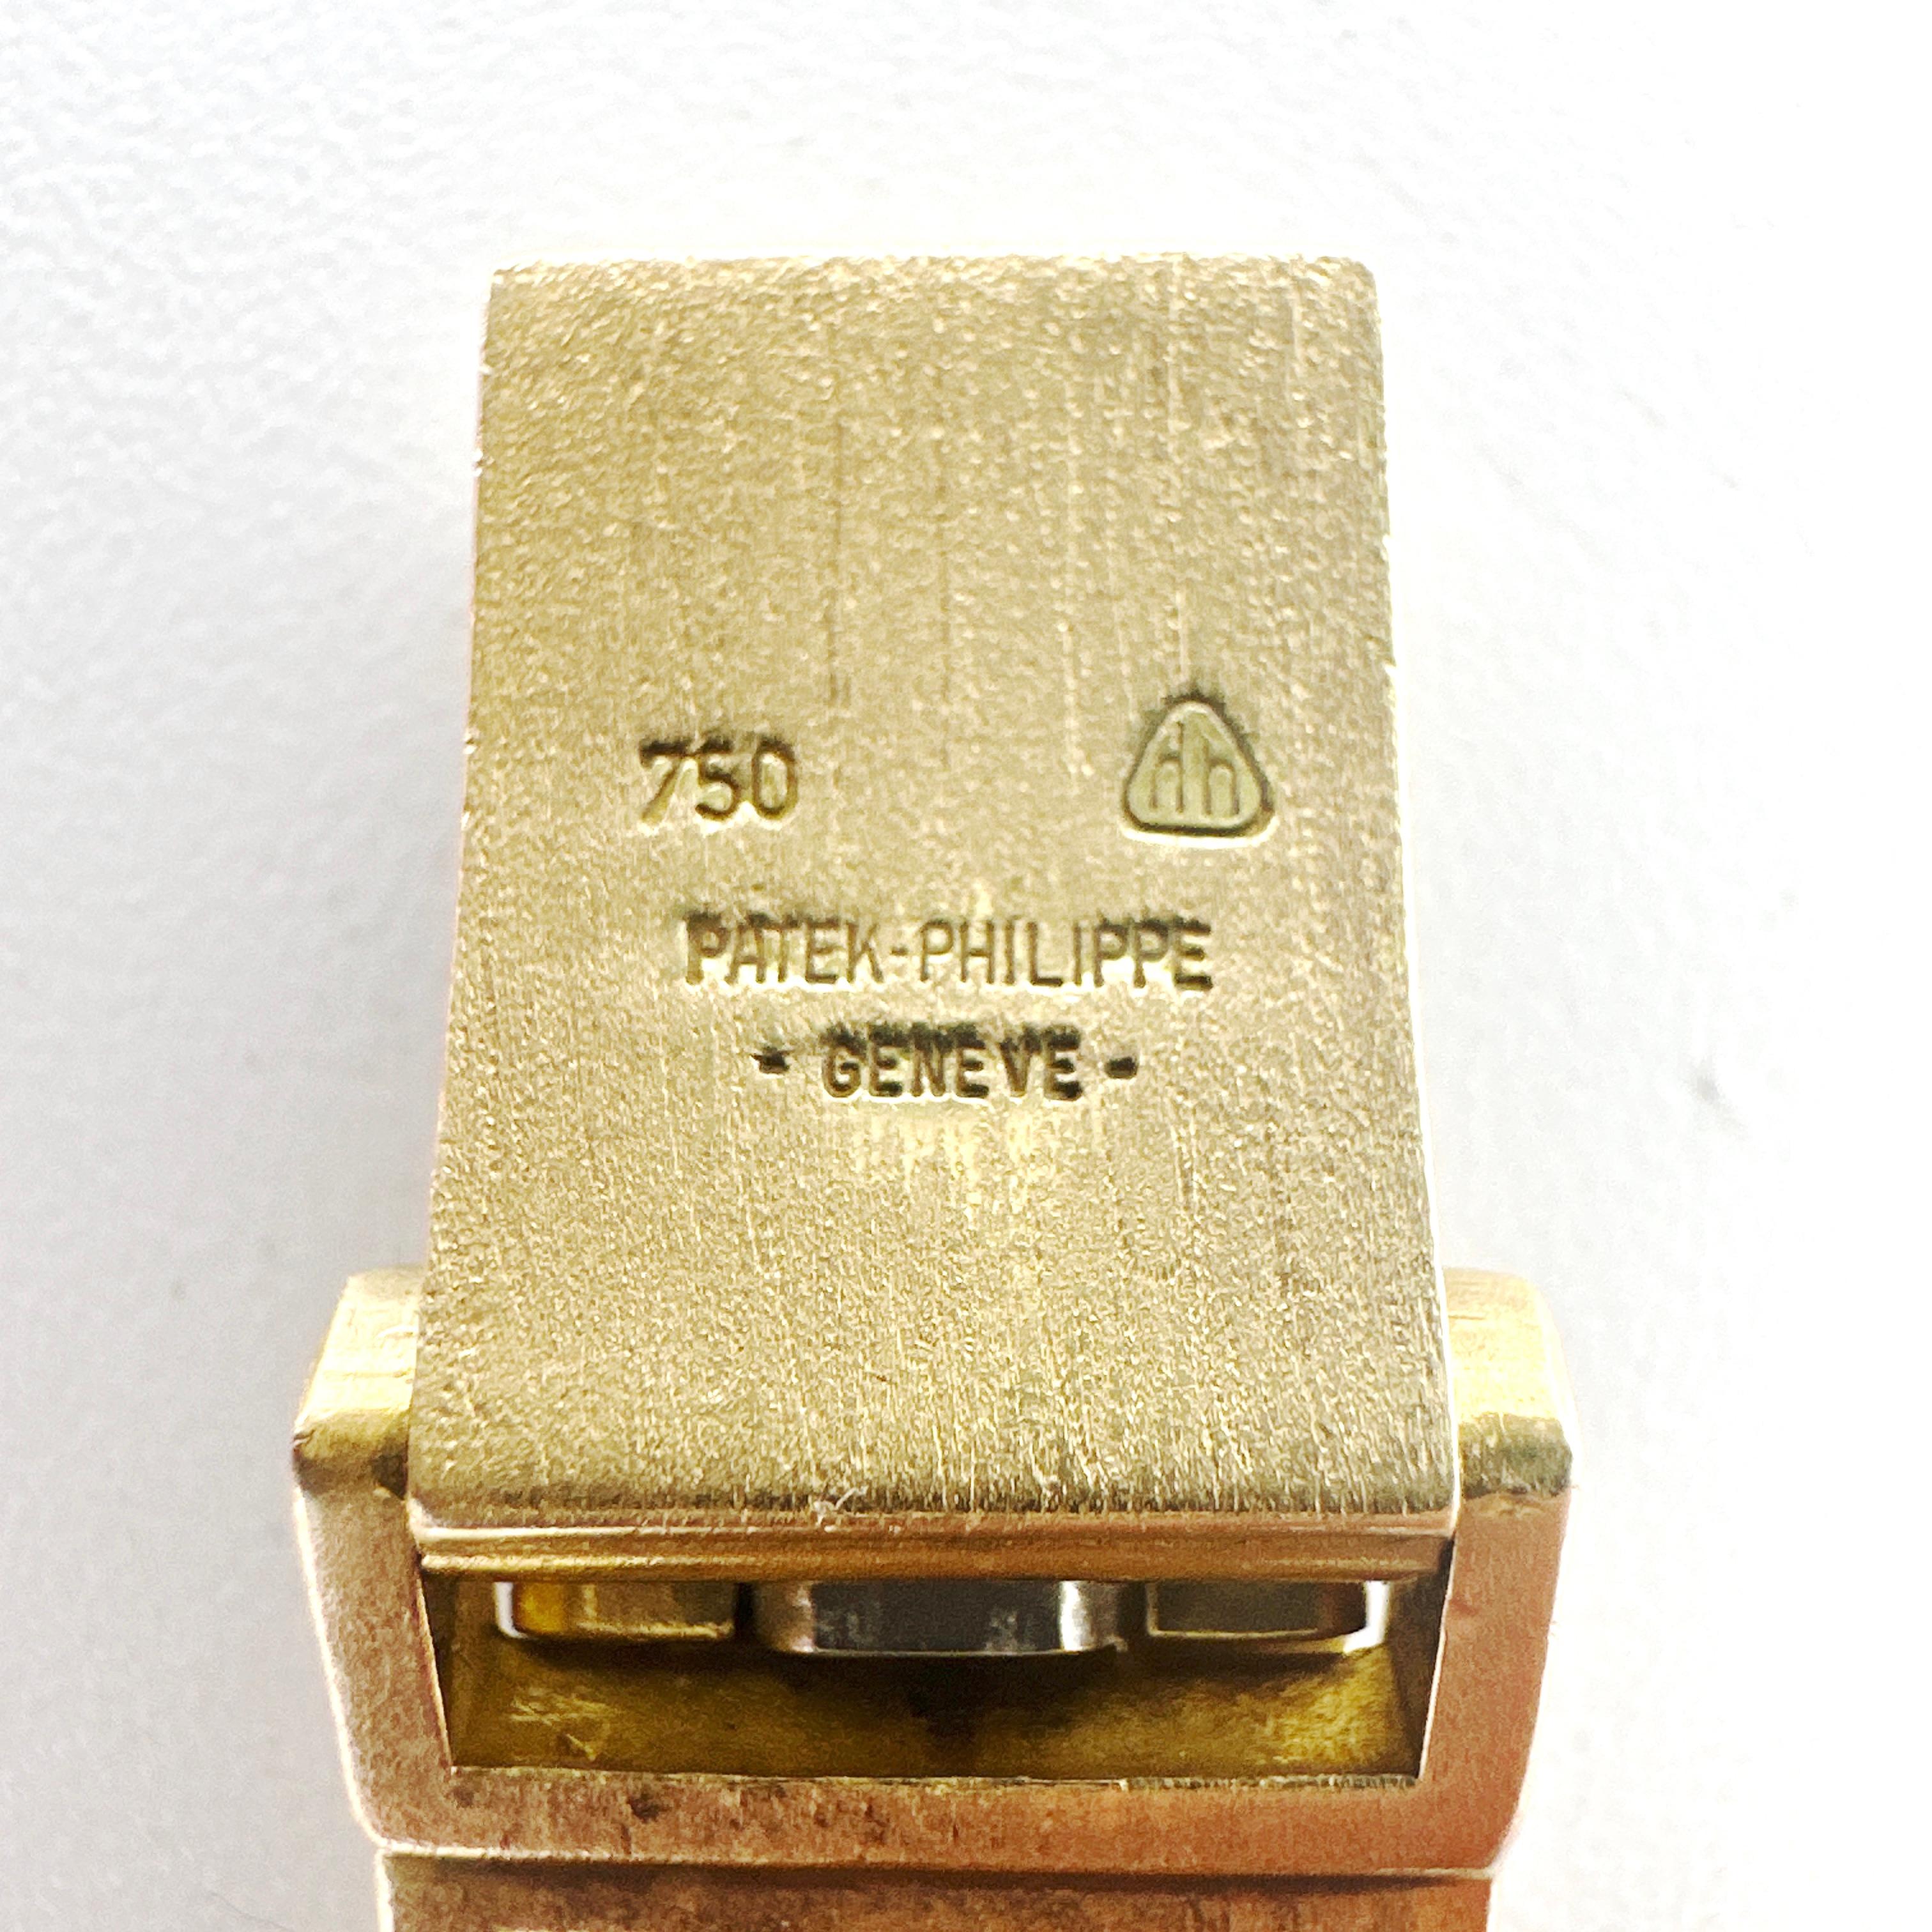 750
PATEK-PHILIPPE
- GENEVE -